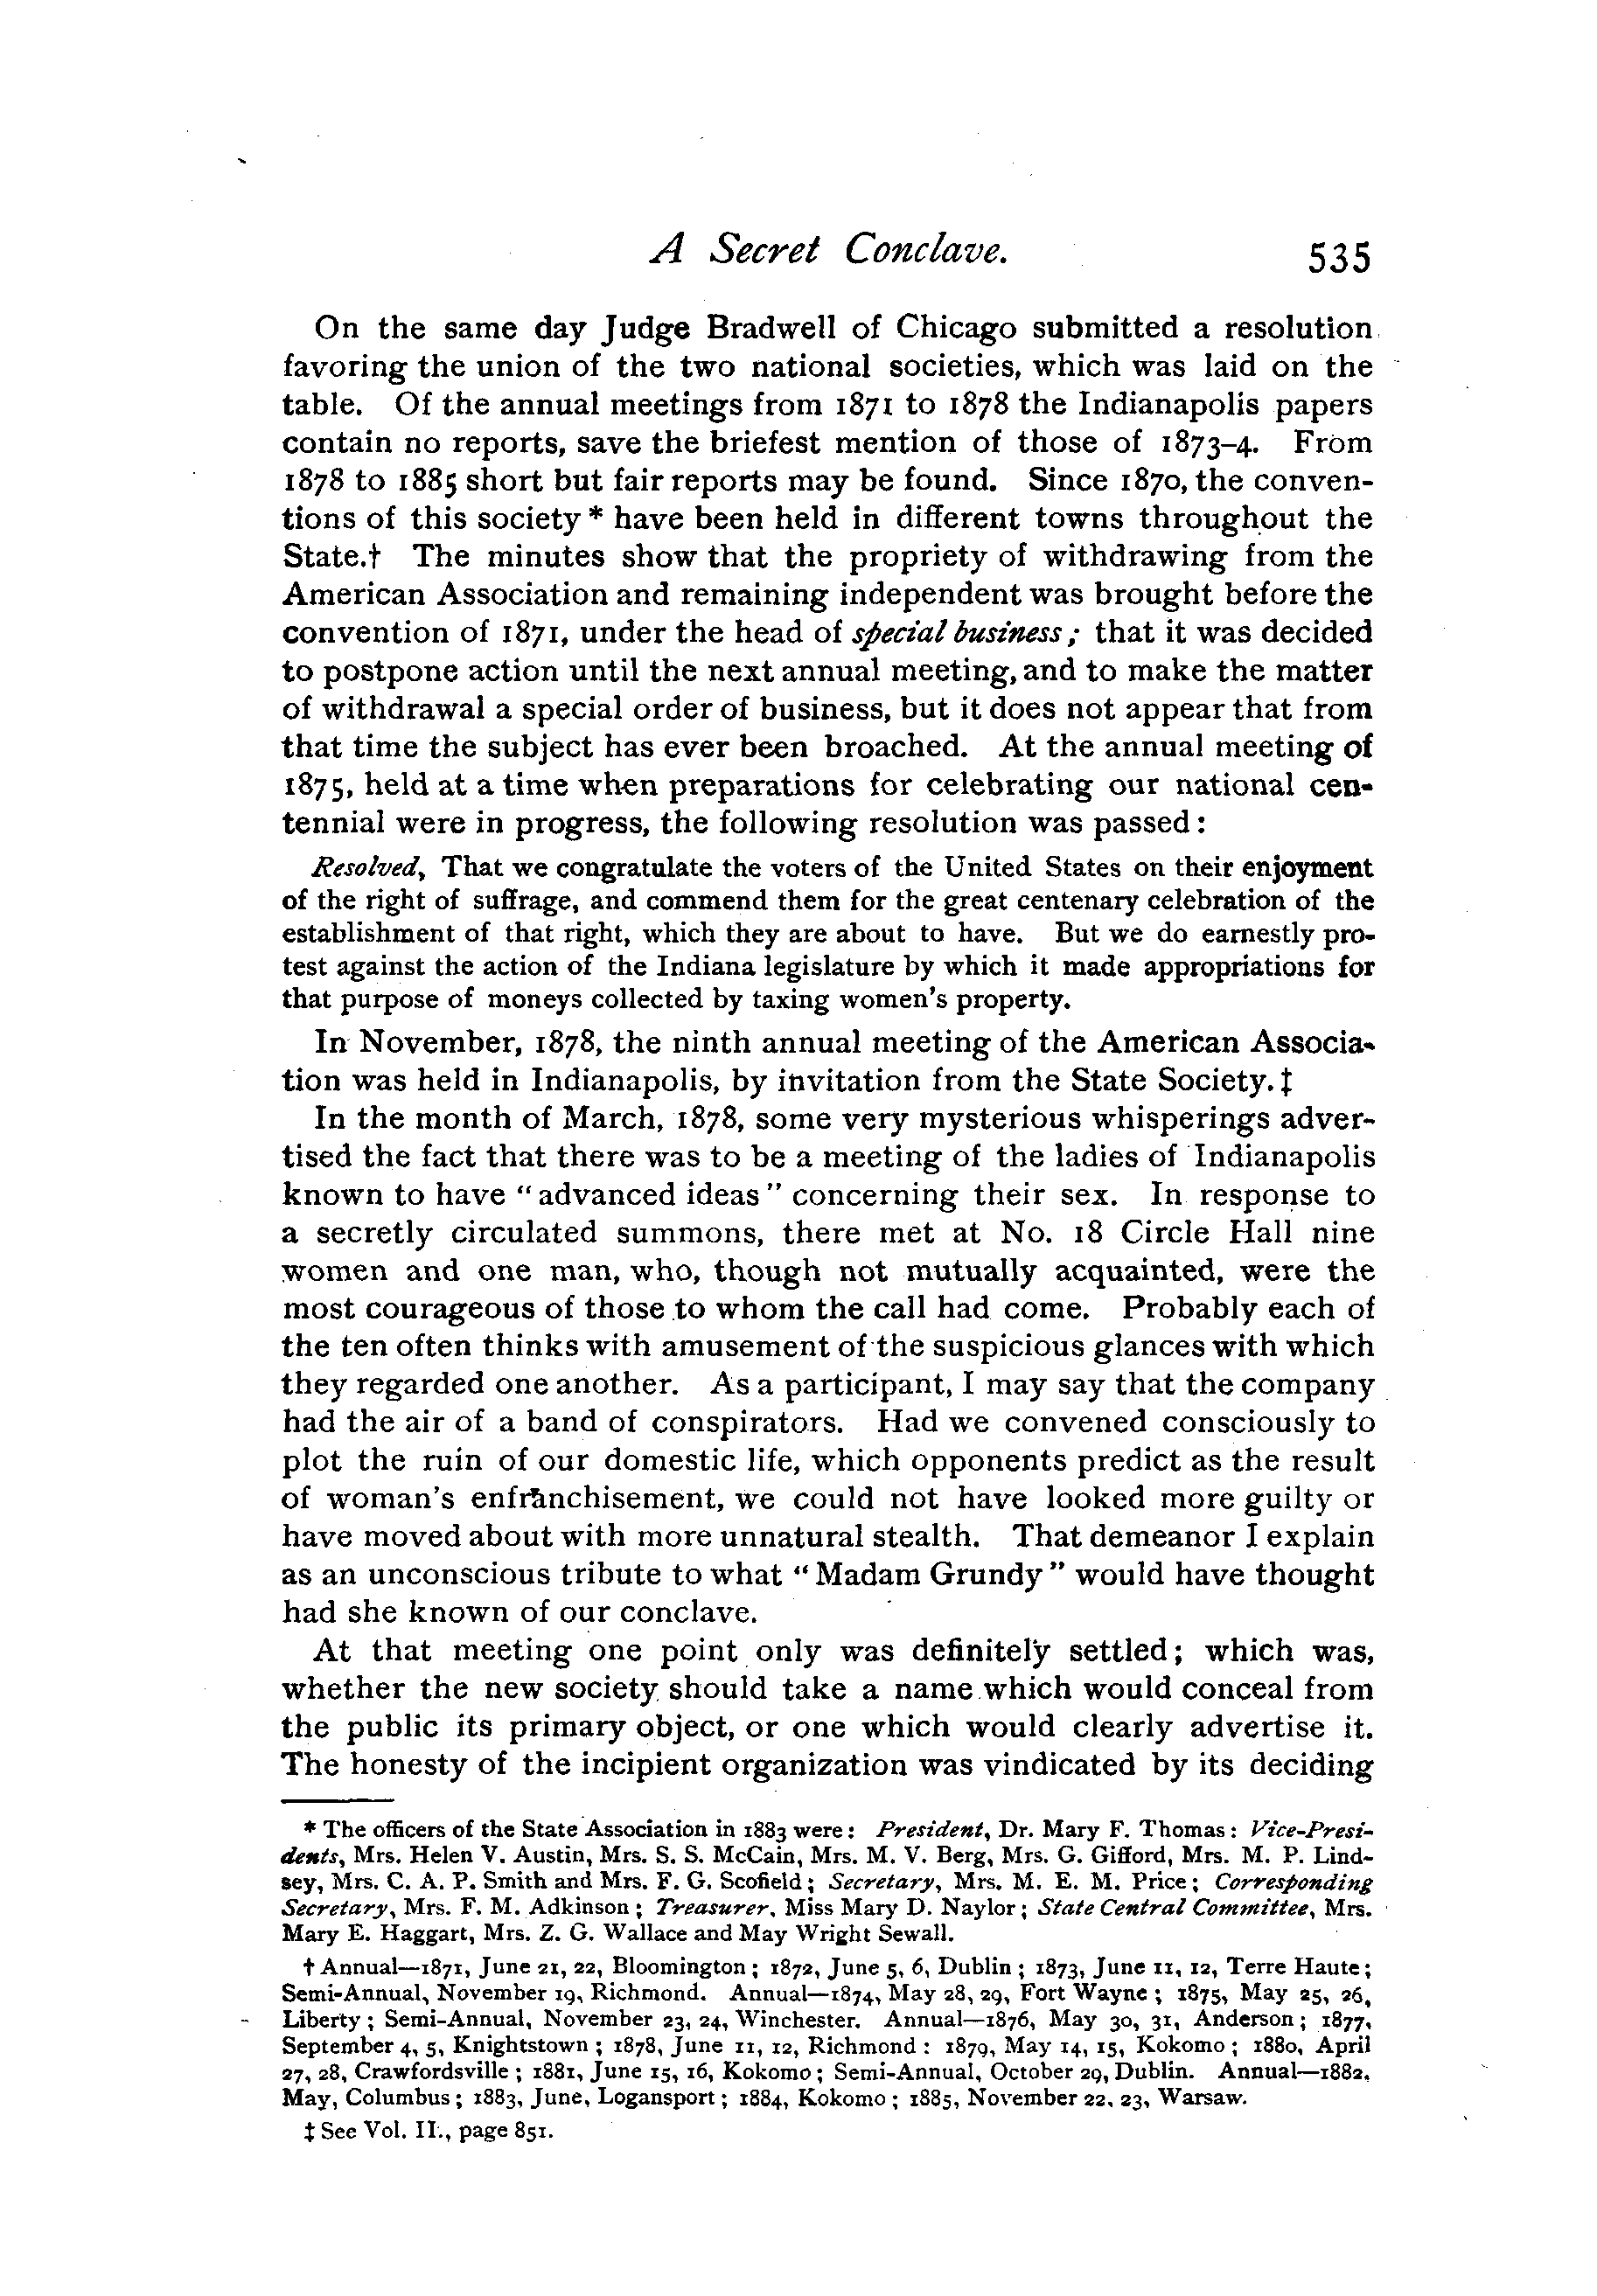 A Secret Conclave. 535
On the same day Judge Bradwell of Chicago submitted a resolution
favoring the union of the two national societies, which was laid on the
table. Of the annual meetings from 1871 to 1878 the Indianapolis papers
contain no reports, save the briefest mention of those of 1873–4. From
1878 to 1885 short but fair reports may be found. Since 1870, the conven-
tions of this society * have been held in different towns throughout the
State.† The minutes show that the propriety of withdrawing from the
American Association and remaining independent was brought before the
convention of 1871, under the head of special business; that it was decided
to postpone action until the next annual meeting, and to make the matter
of withdrawal a special order of business, but it does not appear that from
that time the subject has ever been broached. At the annual meeting of
1875, held at a time when preparations for celebrating our national cen-
tennial were in progress, the following resolution was passed:
Resolved, That we congratulate the voters of the United States on their enjoyment
of the right of suffrage, and commend them for the great centenary celebration of the
establishment of that right, which they are about to have. But we do earnestly pro-
test against the action of the Indiana legislature by which it made appropriations for
that purpose of moneys collected by taxing women's property.
In November, 1878, the ninth annual meeting of the American Associa-
tion was held in Indianapolis, by invitation from the State Society.‡
In the month of March, 1878, some very mysterious whisperings adver-
tised the fact that there was to be a meeting of the ladies of Indianapolis
known to have "advanced ideas" concerning their sex. In response to
a secretly circulated summons, there met at No. 18 Circle Hall nine
women and one man, who, though not mutually acquainted, were the
most courageous of those to whom the call had come. Probably each of
the ten often thinks with amusement of the suspicious glances with which
they regarded one another. As a participant, I may say that the company
had the air of a band of conspirators. Had we convened consciously to
plot the ruin of our domestic life, which opponents predict as the result
of woman's enfranchisement, we could not have looked more guilty or
have moved about with more unnatural stealth. That demeanor I explain
as an unconscious tribute to what "Madam Grundy" would have thought
had she known of our conclave.
At that meeting one point only was definitely settled; which was,
whether the new society should take a name which would conceal from
the public its primary object, or one which would clearly advertise it.
The honesty of the incipient organization was vindicated by its deciding
* The officers of the State Association in 1883 were: President, Dr. Mary F. Thomas: Vice-Presi-
dents, Mrs. Helen V. Austin, Mrs. S. S. McCain, Mrs. M. V. Berg, Mrs. G. Gifford, Mrs. M. P. Lind-
sey, Mrs. C. A. P. Smith and Mrs. F. G. Scofield; Secretary, Mrs. M. E. M. Price; Corresponding
Secretary, Mrs. F. M. Adkinson; Treasurer, Miss Mary D. Naylor; State Central Committee, Mrs.
Mary E. Haggart, Mrs. Z. G. Wallace and May Wright Sewall.
† Annual—1871, June 21, 22, Bloomington; 1872, June 5, 6, Dublin; 1873, June 11, 12, Terre Haute;
Semi-Annual, November 19, Richmond. Annual—1874, May 28, 29, Fort Wayne; 1875, May 25, 26,
Liberty; Semi-Annual, November 23, 24, Winchester. Annual—1876, May 30, 31, Anderson; 1877,
September 4, 5, Knightstown; 1878, June 11, 12, Richmond: 1879, May 14, 15, Kokomo; 1880, April
27, 28, Crawfordsville; 1881, June 15, 16, Kokomo; Semi-Annual, October 29, Dublin. Annual—1882,
May, Columbus; 1883, June, Logansport; 1884, Kokomo; 1885, November 22, 23, Warsaw.
‡ See Vol. II., page 851.